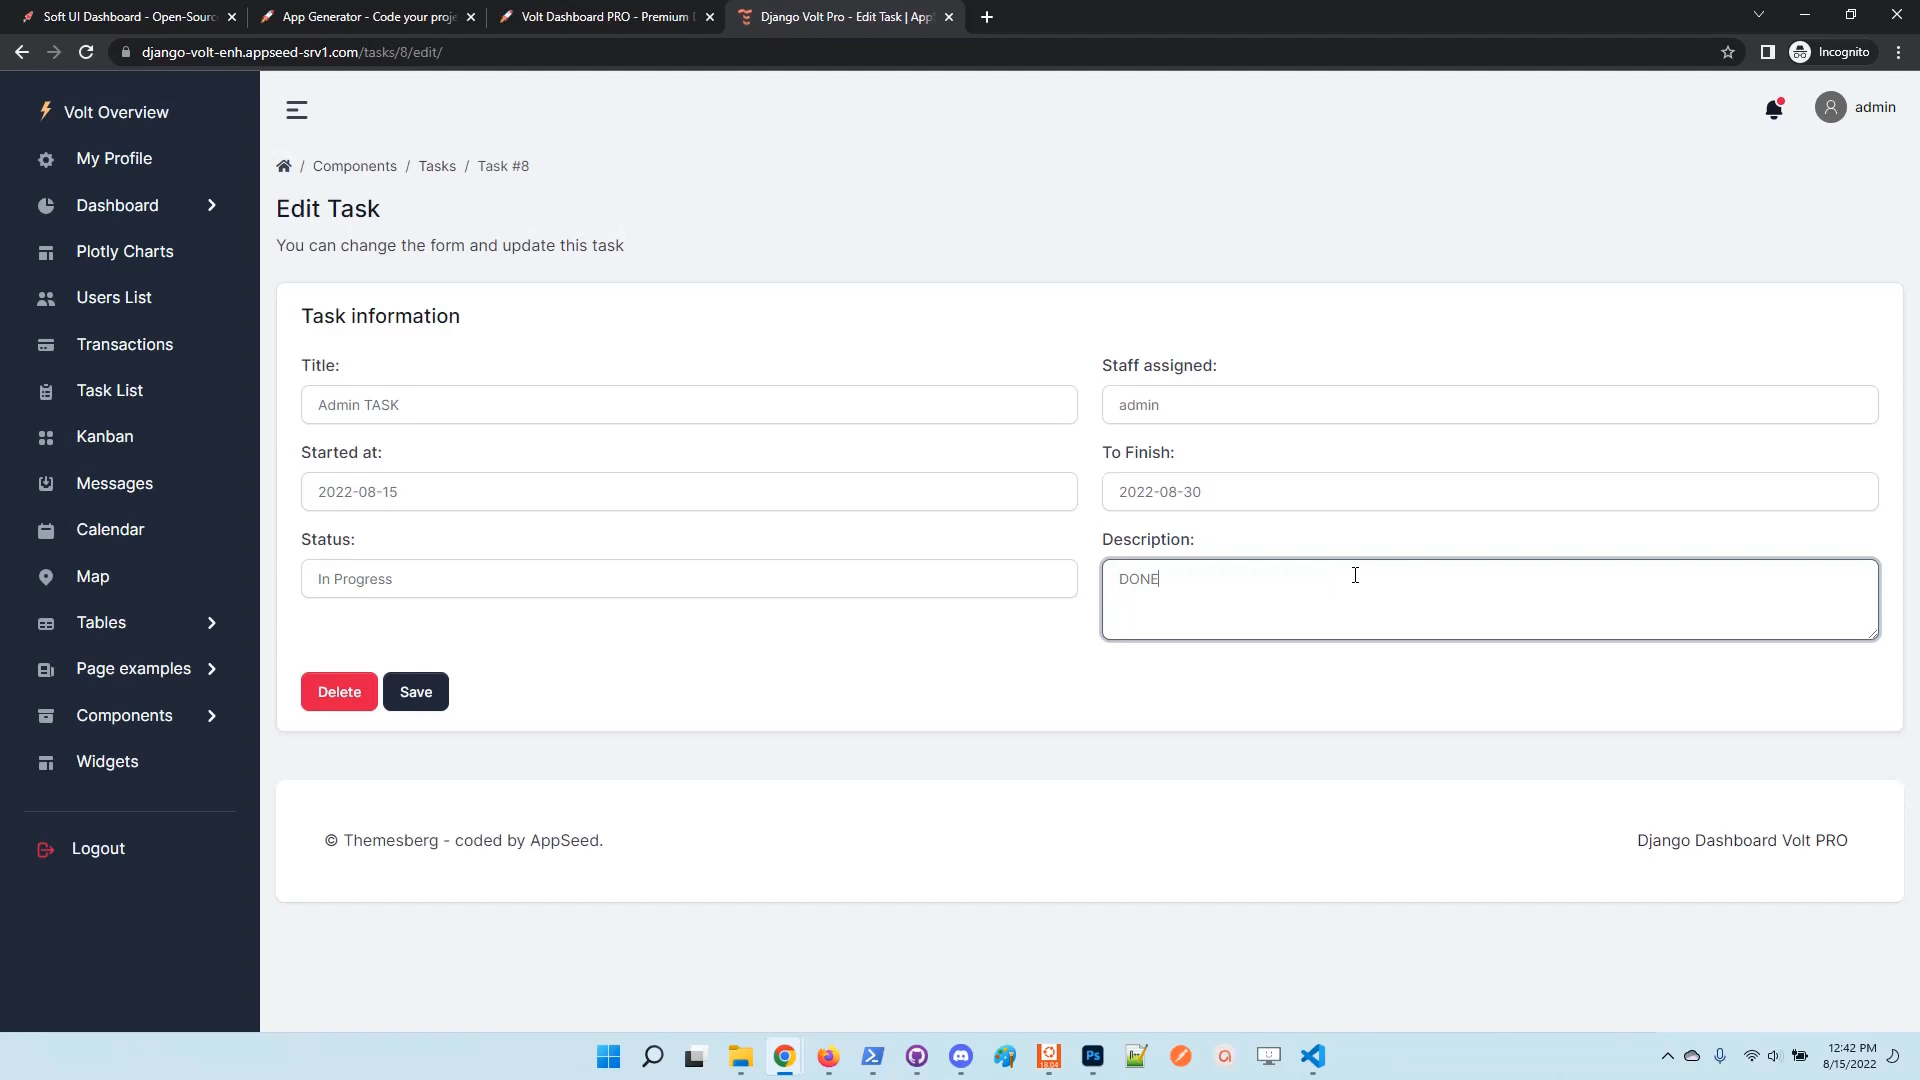 Soft UI Dashboard - Open-Sourc
App Generator - Code your proje
Volt Dashboard PRO - Premium
Django Volt Pro - Edit Task | App
django-volt-enh.appseed-srv1.com/tasks/8/edit/
Incognito
Volt Overview
My Profile
Dashboard
Plotly Charts
Users List
Transactions
Task List
Kanban
Messages
Calendar
Map
Tables
Page examples
Components
Widgets
Logout
admin
/ Components / Tasks / Task #8
Edit Task
You can change the form and update this task
Task information
Title:
Admin TASK
Staff assigned:
admin
Started at:
2022-08-15
To Finish:
2022-08-30
Status:
In Progress
Description:
DONE
Delete
Save
© Themesberg - coded by AppSeed.
Django Dashboard Volt PRO
Ps
18.04
12:42 PM
8/15/2022